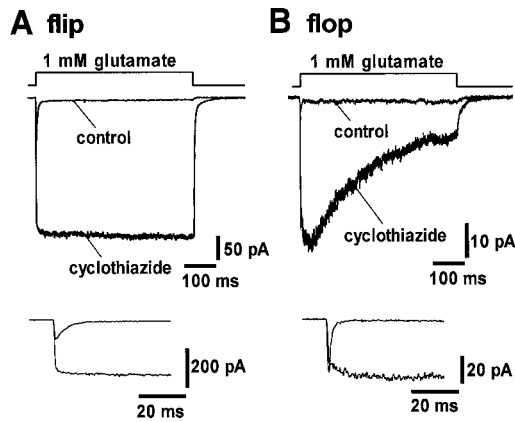 A flip
1 mM glutamate
control
cyclothiazide
50 pA
100 ms
200 pA
20 ms
B flop
1 mM glutamate
control
cyclothiazide
10 pA
100 ms
20 pA
20 ms